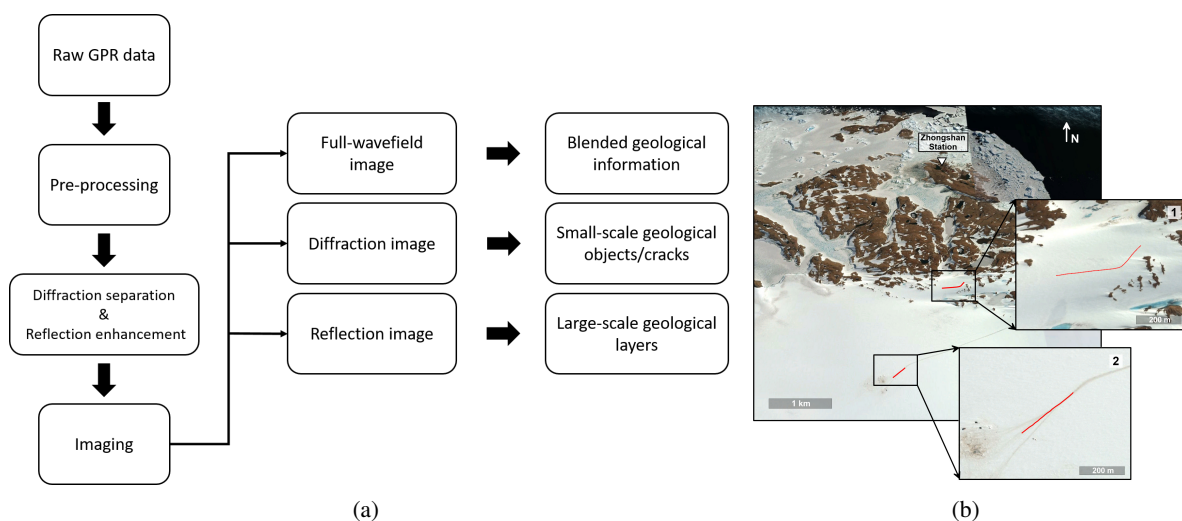 Raw GPR data
Pre-processing
Diffraction separation
&
Reflection enhancement
Imaging
Full-wavefield
image
Diffraction image
Reflection image
Blended geological
information
Small-scale geological
objects/cracks
Large-scale geological
layers
(a)
Zhongshan
Station
N
1
200 m
1 km
2
200 m
(b)